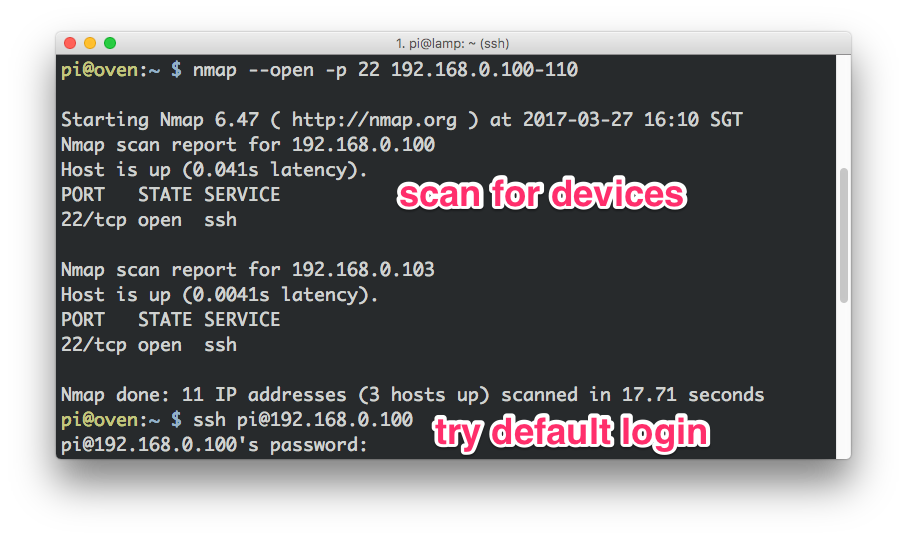 1. pi@lamp: ~ (ssh)
pi@oven:~ $ nmap --open -p 22 192.168.0.100-110
Starting Nmap 6.47 ( http://nmap.org ) at 2017-03-27 16:10 SGT
Nmap scan report for 192.168.0.100
Host is up (0.041s latency).
PORT   STATE SERVICE
scan for devices
22/tcp open  ssh
Nmap scan report for 192.168.0.103
Host is up (0.0041s latency).
PORT   STATE SERVICE
22/tcp open  ssh
Nmap done: 11 IP addresses (3 hosts up) scanned in 17.71 seconds
pi@oven:~ $ ssh pi@192.168.0.100
try default login
pi@192.168.0.100's password: